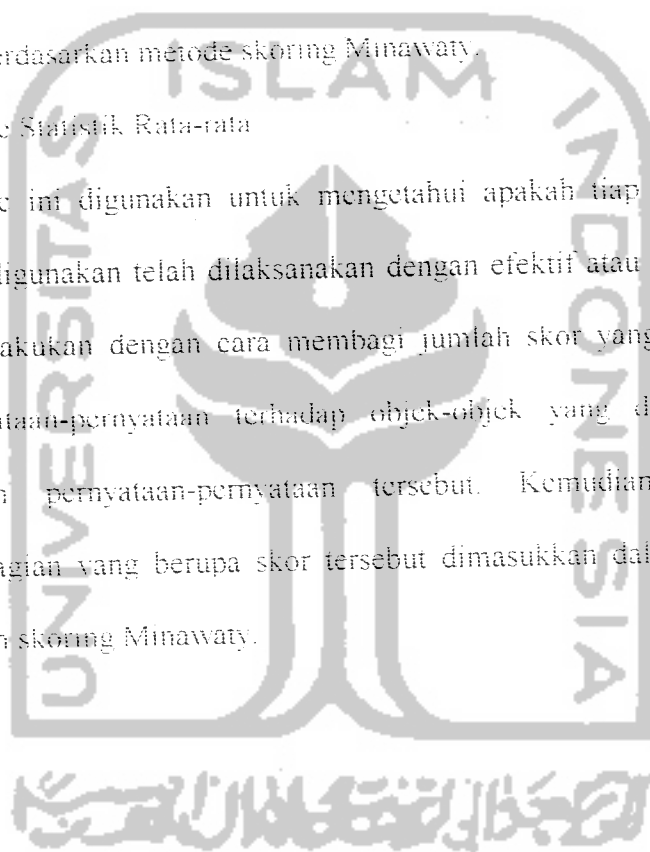 erdasarkan metode skoring Minawaty.
ISLAM
e Statistik Rata-rata
e ini digunakan untuk mengetahui apakah tiap
digunakan telah dilaksanakan dengan efektif atau
akukan dengan cara membagi jumlah skor yang
ataan-pernyataan terhadap objek-objek yang d
n pernyataan-pernyataan tersebut. Kemudian
agian yang berupa skor tersebut dimasukkan dal
n skoring Minawaty.
UNIVERSITAS
INDONESIA